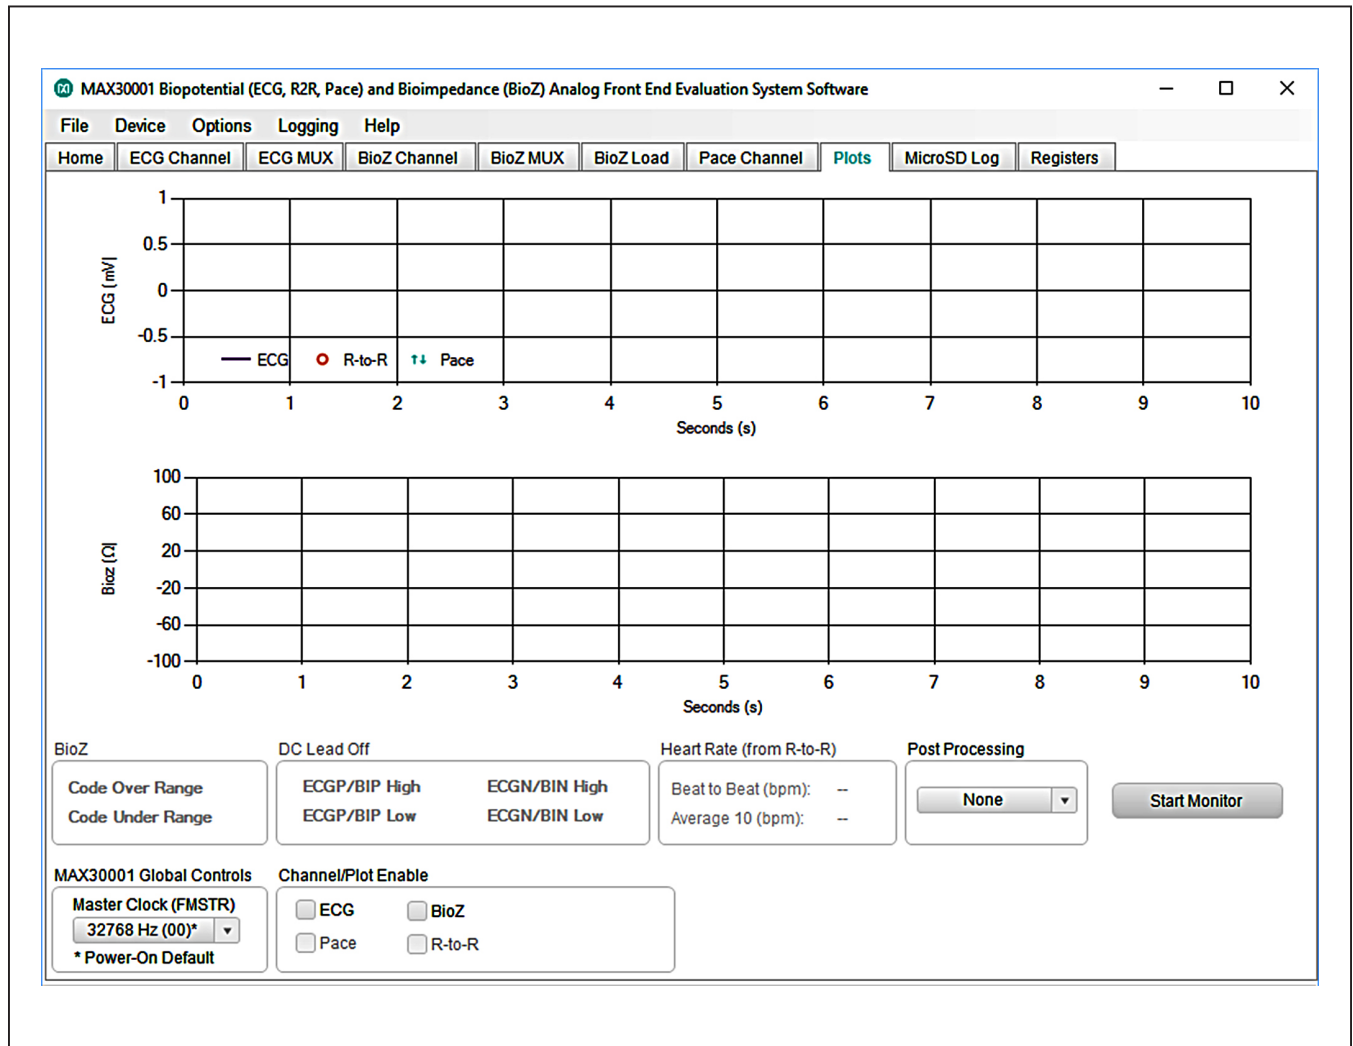 MAX30001 Biopotential (ECG, R2R, Pace) and Bioimpedance (BioZ) Analog Front End Evaluation System Software
File Device Options Logging Help
Home ECG Channel ECG MUX BioZ Channel BioZ MUX BioZ Load Pace Channel Plots MicroSD Log Registers
1
0.5
0
-0.5
-1
ECG (mV)
ECG R-to-R Pace
0 1 2 3 4 5 6 7 8 9 10
Seconds (s)
100
60
20
-20
-60
-100
Bioz (Ω)
0 1 2 3 4 5 6 7 8 9 10
Seconds (s)
BioZ
Code Over Range
Code Under Range
DC Lead Off
ECGP/BIP High ECGN/BIN High
ECGP/BIP Low ECGN/BIN Low
Heart Rate (from R-to-R)
Beat to Beat (bpm): --
Average 10 (bpm): --
Post Processing
None
Start Monitor
MAX30001 Global Controls
Master Clock (FMSTR)
32768 Hz (00)*
* Power-On Default
Channel/Plot Enable
ECG BioZ
Pace R-to-R